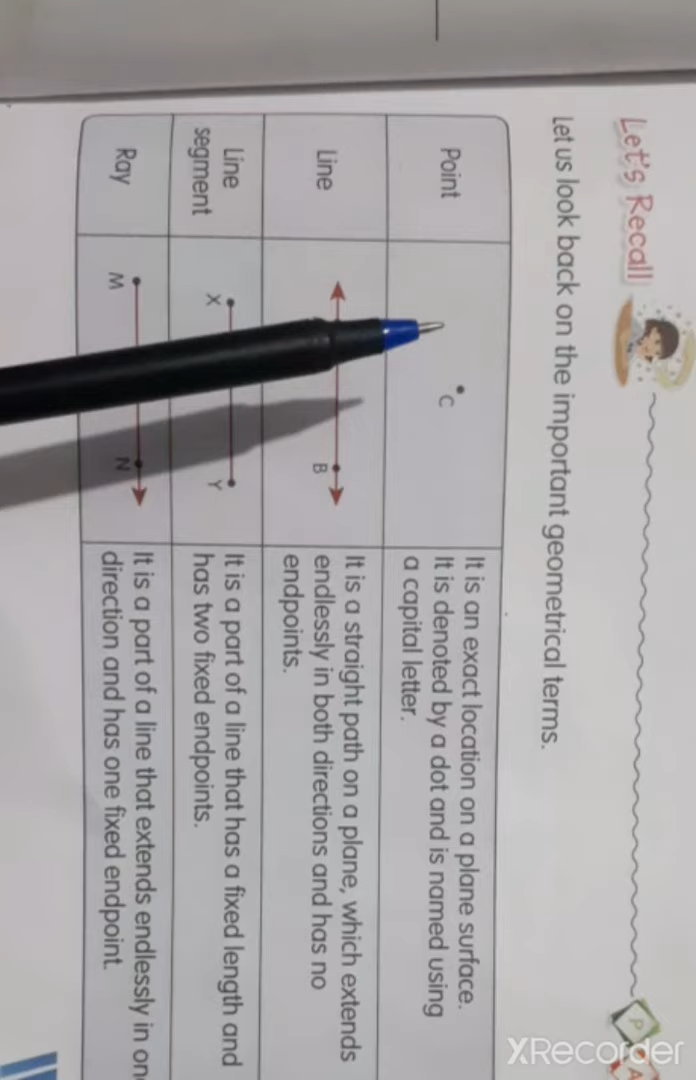 Let's Recall
Let us look back on the important geometrical terms.
Point
C
It is an exact location on a plane surface.
It is denoted by a dot and is named using
a capital letter.
Line
B
It is a straight path on a plane, which extends
endlessly in both directions and has no
endpoints.
Line
segment
X
Y
It is a part of a line that has a fixed length and
has two fixed endpoints.
Ray
M
N
It is a part of a line that extends endlessly in on
direction and has one fixed endpoint.
P
A
XRecorder